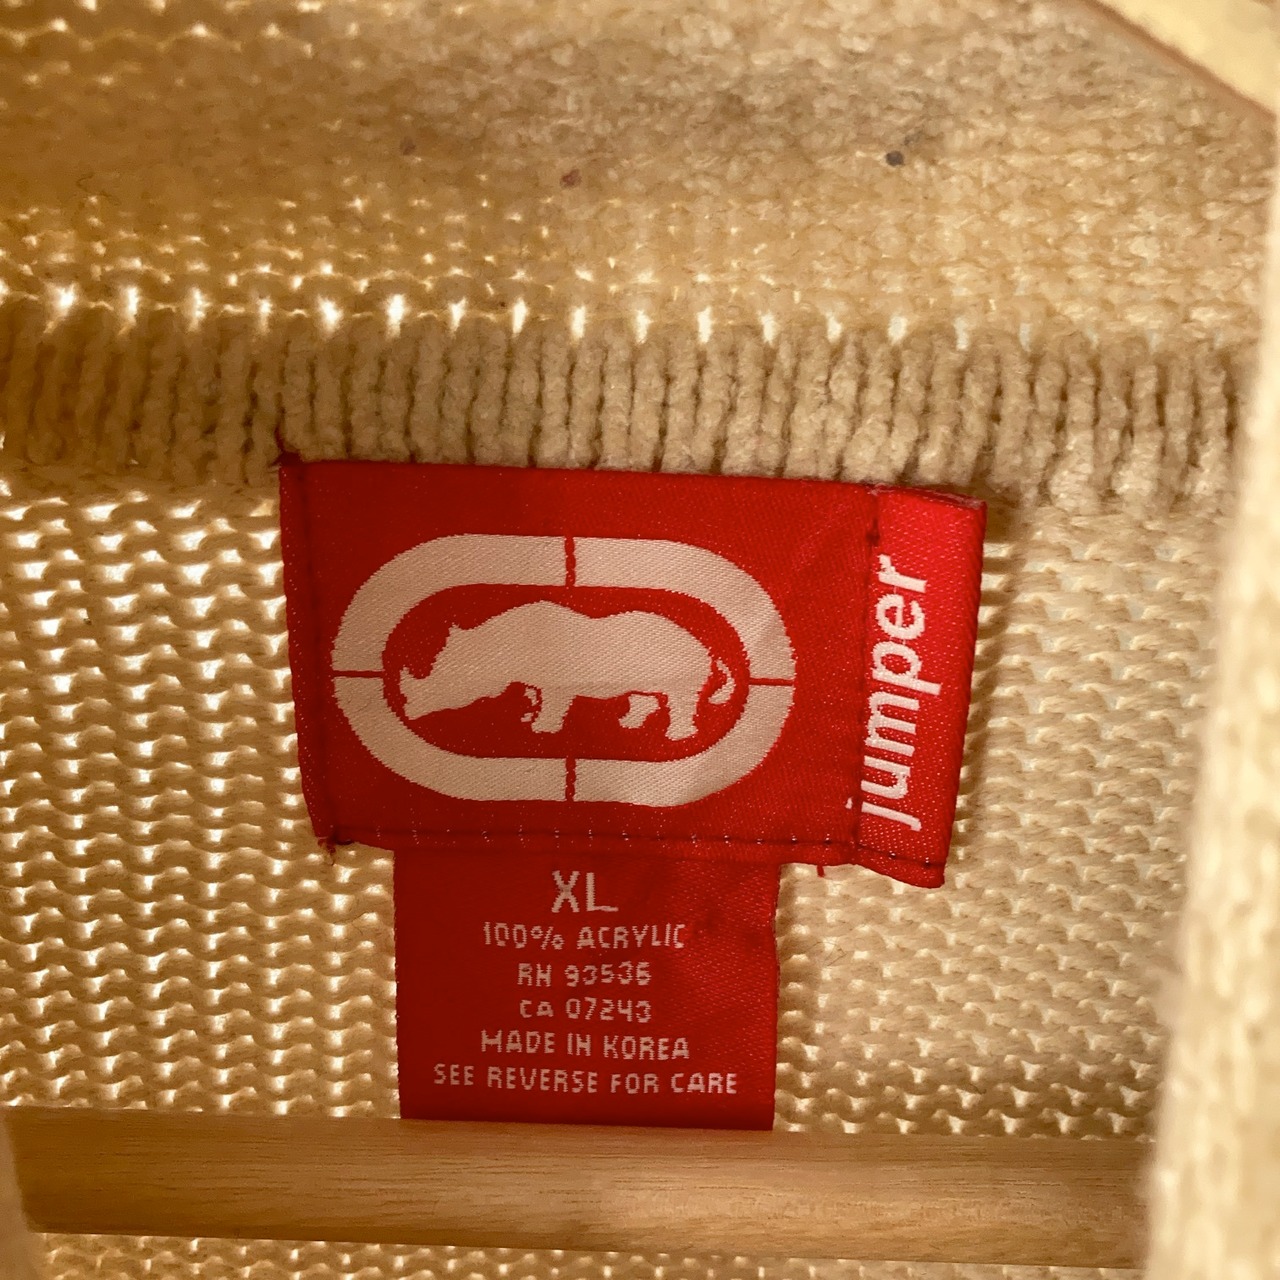 jumper
XL
100% ACRYLIC
RN 93536
CA 07243
MADE IN KOREA
SEE REVERSE FOR CARE